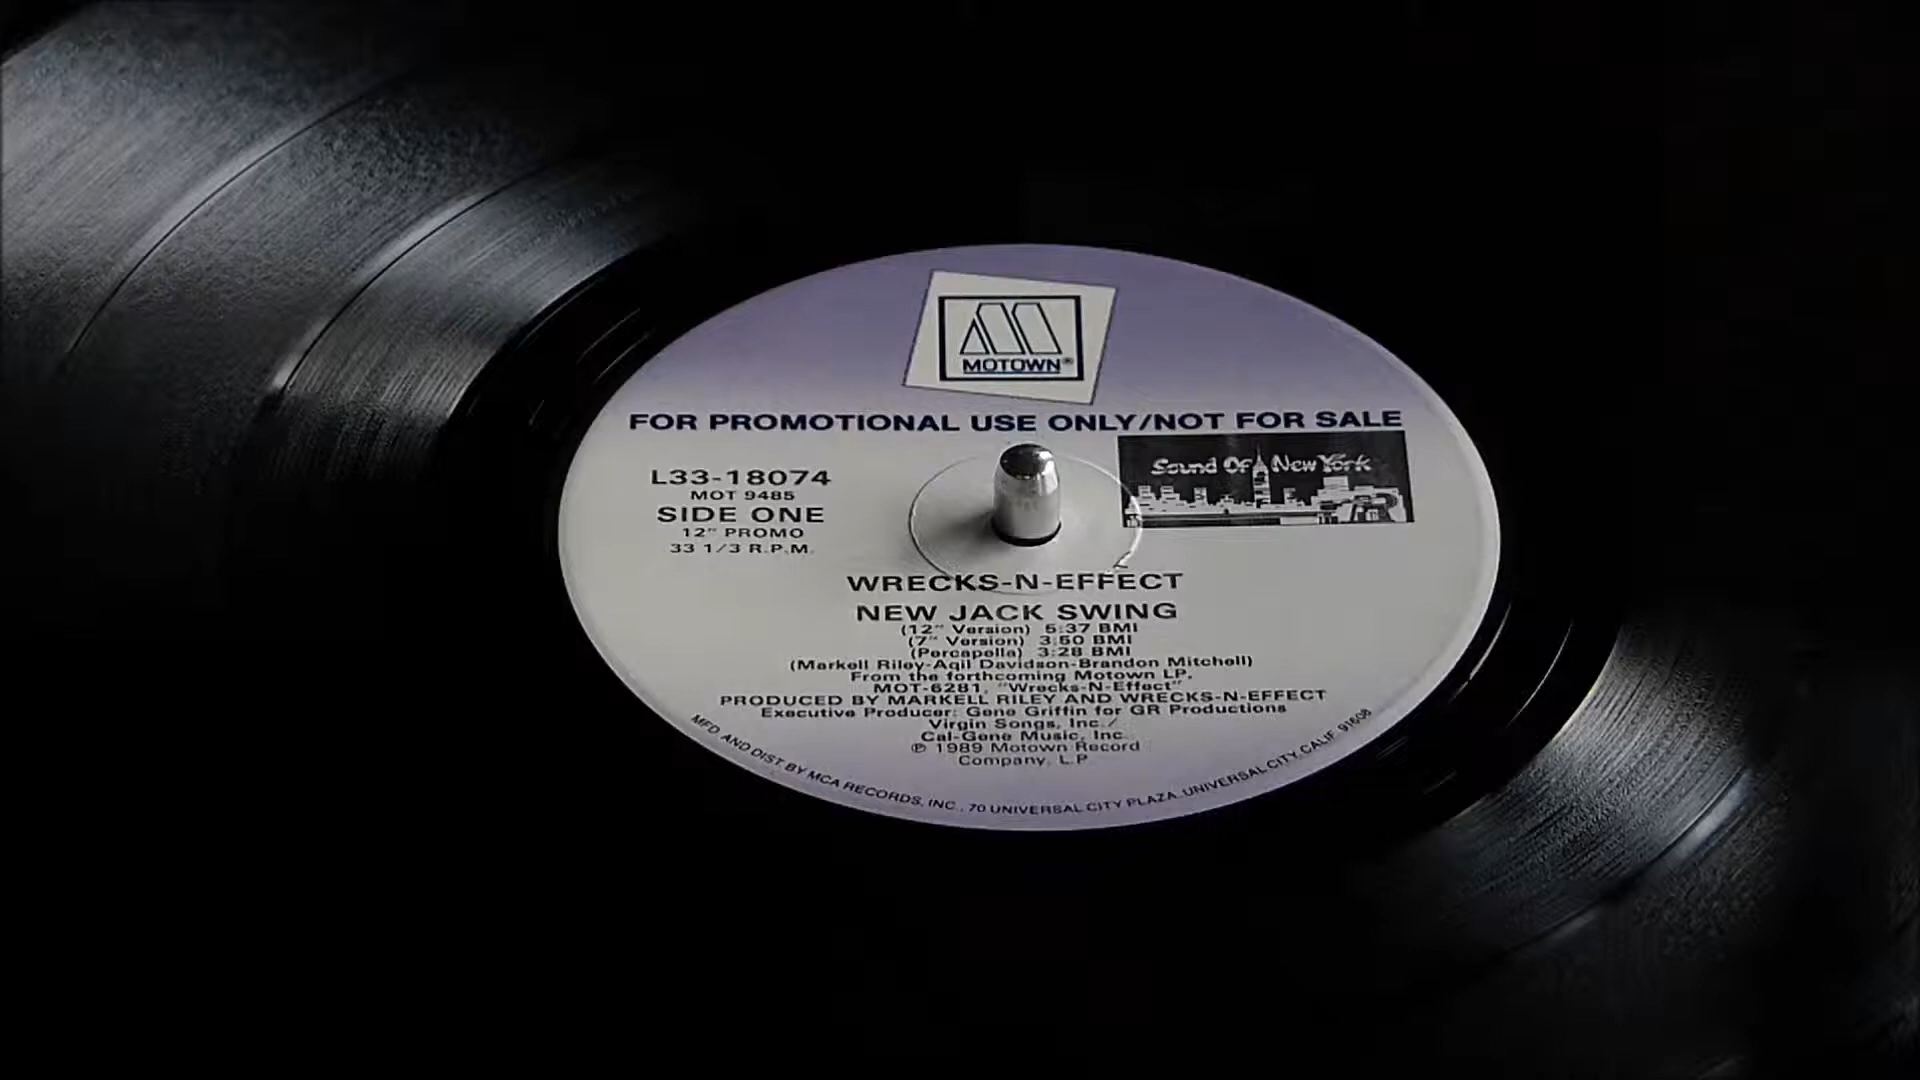 MOTOWN®
FOR PROMOTIONAL USE ONLY/NOT FOR SALE
Sound Of New York
L33-18074
MOT 9485
SIDE ONE
12" PROMO
33 1/3 R.P.M.
WRECKS-N-EFFECT
NEW JACK SWING
(12" Version) 5:37 BMI
(7" Version) 3:50 BMI
(Percapella) 3:28 BMI
(Markell Riley-Aqil Davidson-Brandon Mitchell)
From the forthcoming Motown LP,
MOT-6281, "Wrecks-N-Effect"
PRODUCED BY MARKELL RILEY AND WRECKS-N-EFFECT
Executive Producer: Gene Griffin for GR Productions
Virgin Songs, Inc./
Cal-Gene Music, Inc.
℗ 1989 Motown Record
Company, L.P.
MFD. AND DIST. BY MCA RECORDS, INC., 70 UNIVERSAL CITY PLAZA, UNIVERSAL CITY, CALIF. 91608